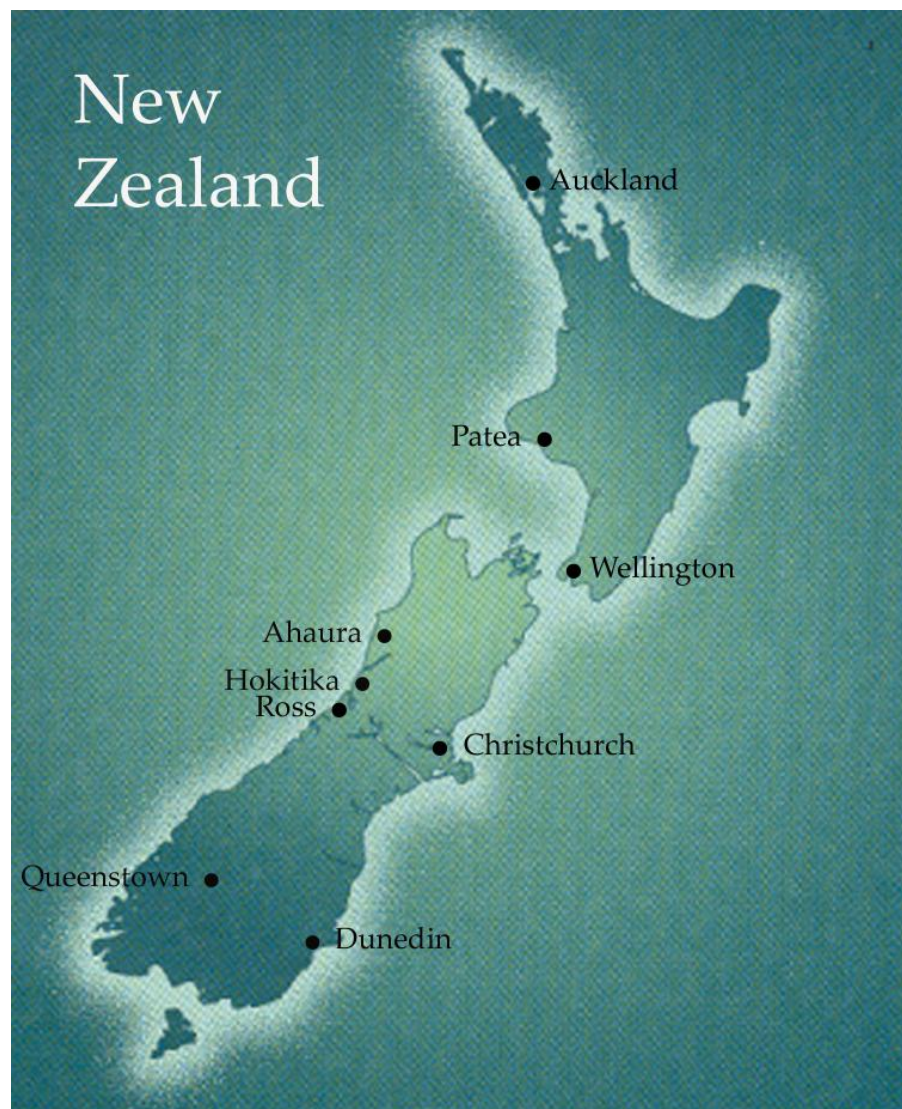 New
Zealand
Auckland
Patea
Wellington
Ahaura
Hokitika
Ross
Christchurch
Queenstown
Dunedin